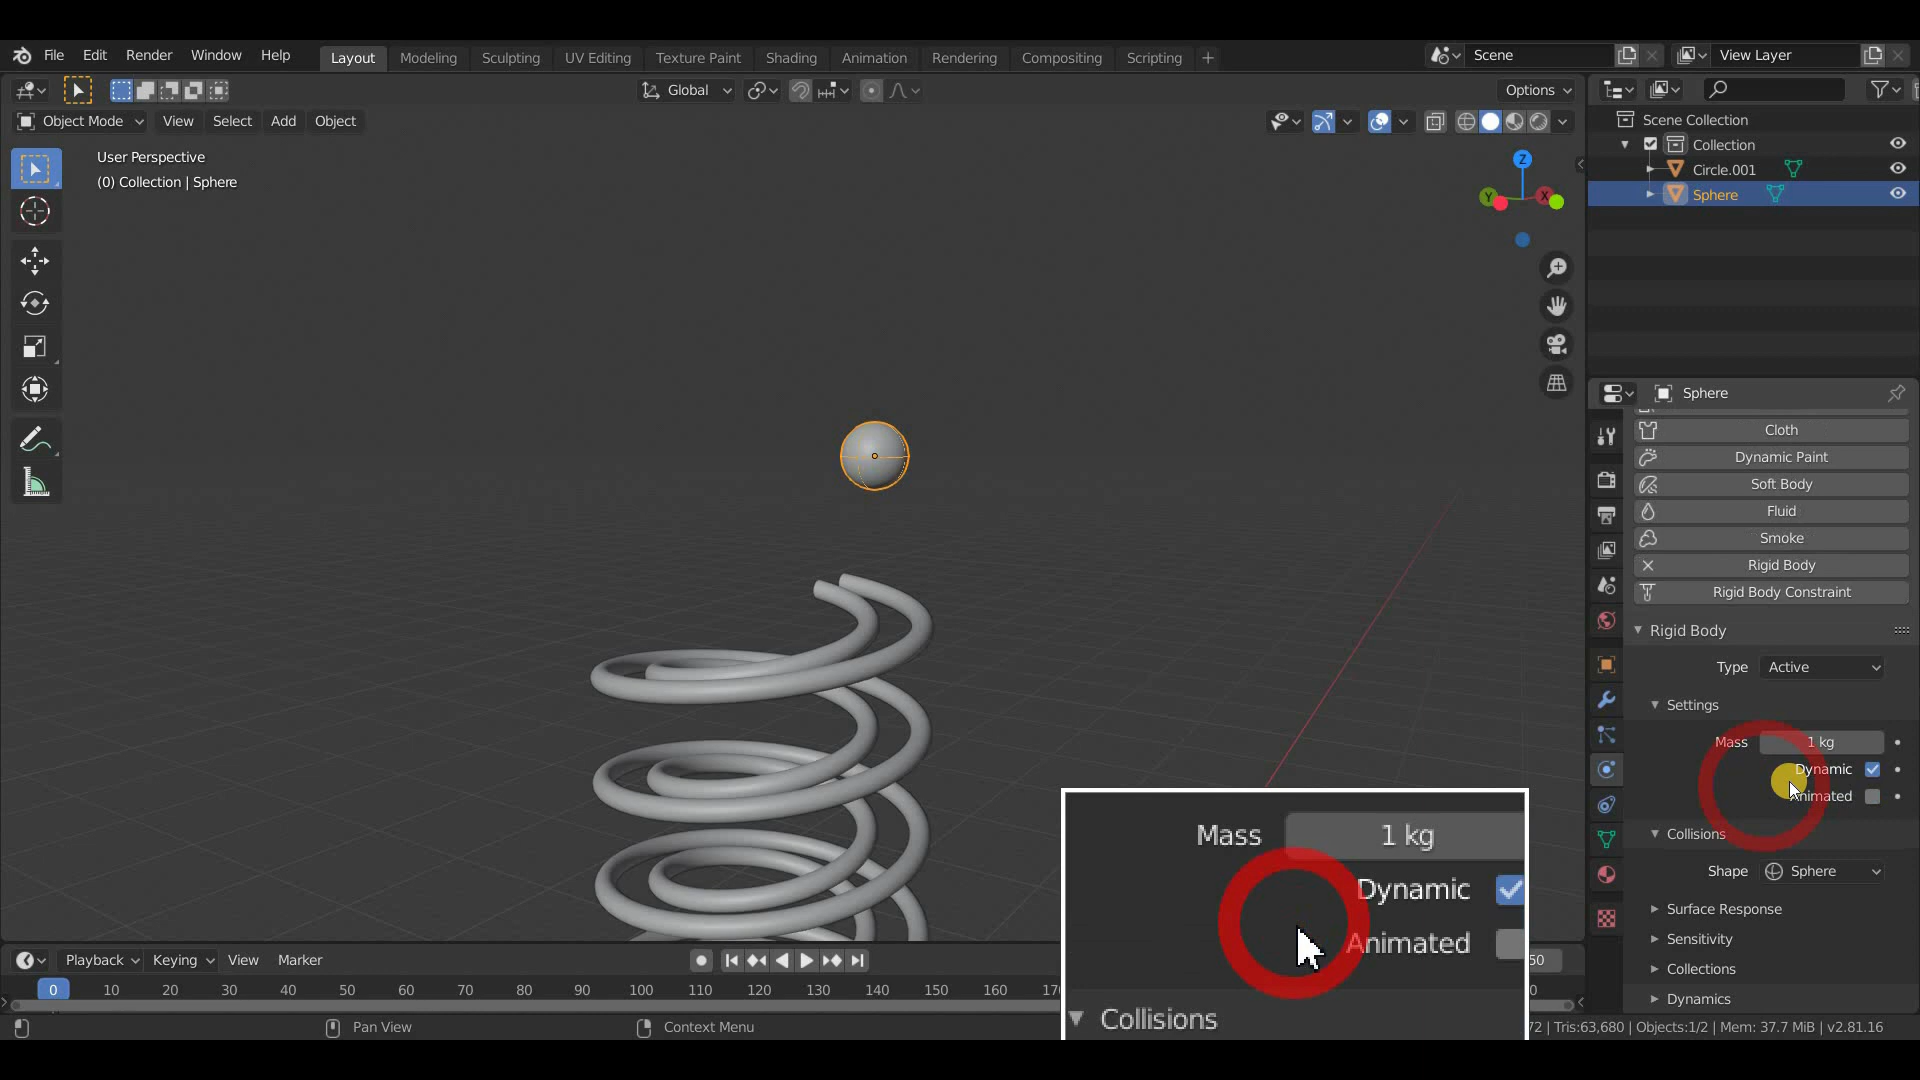 File Edit Render Window Help Layout Modeling Sculpting UV Editing Texture Paint Shading Animation Rendering Compositing Scripting + Scene View Layer
Global Options
Object Mode View Select Add Object
User Perspective
(0) Collection | Sphere
Z
Y X
Scene Collection
Collection
Circle.001
Sphere
Sphere
Cloth
Dynamic Paint
Soft Body
Fluid
Smoke
Rigid Body
Rigid Body Constraint
Rigid Body
Type Active
Settings
Mass 1 kg
Dynamic
Animated
Collisions
Shape Sphere
Surface Response
Sensitivity
Collections
Dynamics
Mass 1 kg
Dynamic
Animated
Collisions
Playback Keying View Marker 50
0 10 20 30 40 50 60 70 80 90 100 110 120 130 140 150 160 17 0
Pan View Context Menu 72 | Tris:63,680 | Objects:1/2 | Mem: 37.7 MiB | v2.81.16